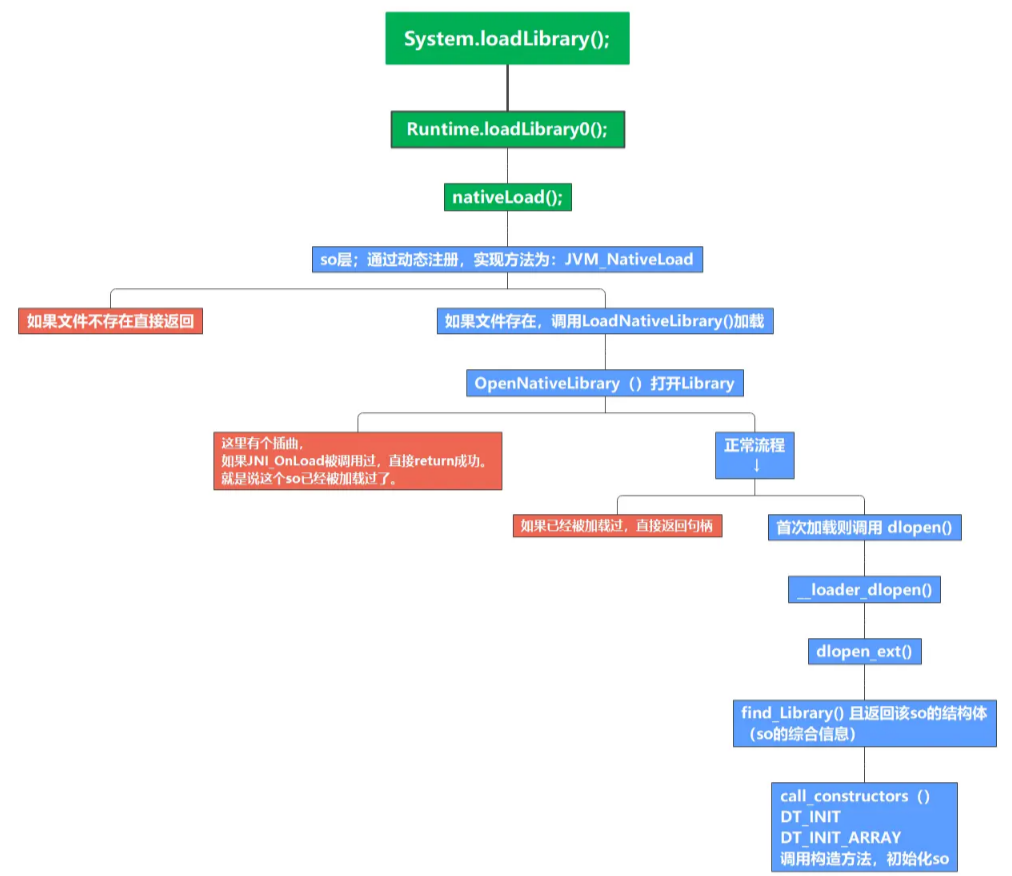 System.loadLibrary();
Runtime.loadLibrary0();
nativeLoad();
so层；通过动态注册，实现方法为：JVM_NativeLoad
如果文件不存在直接返回
如果文件存在，调用LoadNativeLibrary()加载
OpenNativeLibrary（）打开Library
这里有个插曲，
如果JNI_OnLoad被调用过，直接return成功。
就是说这个so已经被加载过了。
正常流程
↓
如果已经被加载过，直接返回句柄
首次加载则调用 dlopen()
__loader_dlopen()
dlopen_ext()
find_Library() 且返回该so的结构体
（so的综合信息）
call_constructors（）
DT_INIT
DT_INIT_ARRAY
调用构造方法，初始化so